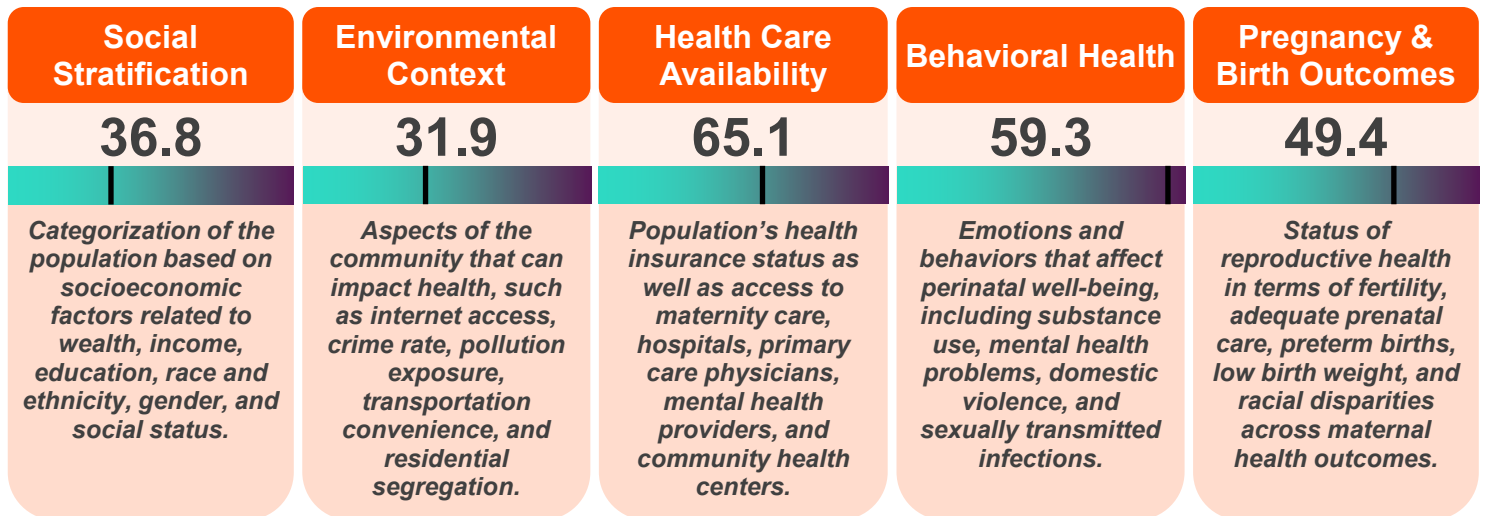 Social
Stratification
36.8
Categorization of the
population based on
socioeconomic
factors related to
wealth, income,
education, race and
ethnicity, gender, and
social status.
Environmental
Context
31.9
Aspects of the
community that can
impact health, such
as internet access,
crime rate, pollution
exposure,
transportation
convenience, and
residential
segregation.
Health Care
Availability
65.1
Population’s health
insurance status as
well as access to
maternity care,
hospitals, primary
care physicians,
mental health
providers, and
community health
centers.
Behavioral Health
59.3
Emotions and
behaviors that affect
perinatal well-being,
including substance
use, mental health
problems, domestic
violence, and
sexually transmitted
infections.
Pregnancy &
Birth Outcomes
49.4
Status of
reproductive health
in terms of fertility,
adequate prenatal
care, preterm births,
low birth weight, and
racial disparities
across maternal
health outcomes.